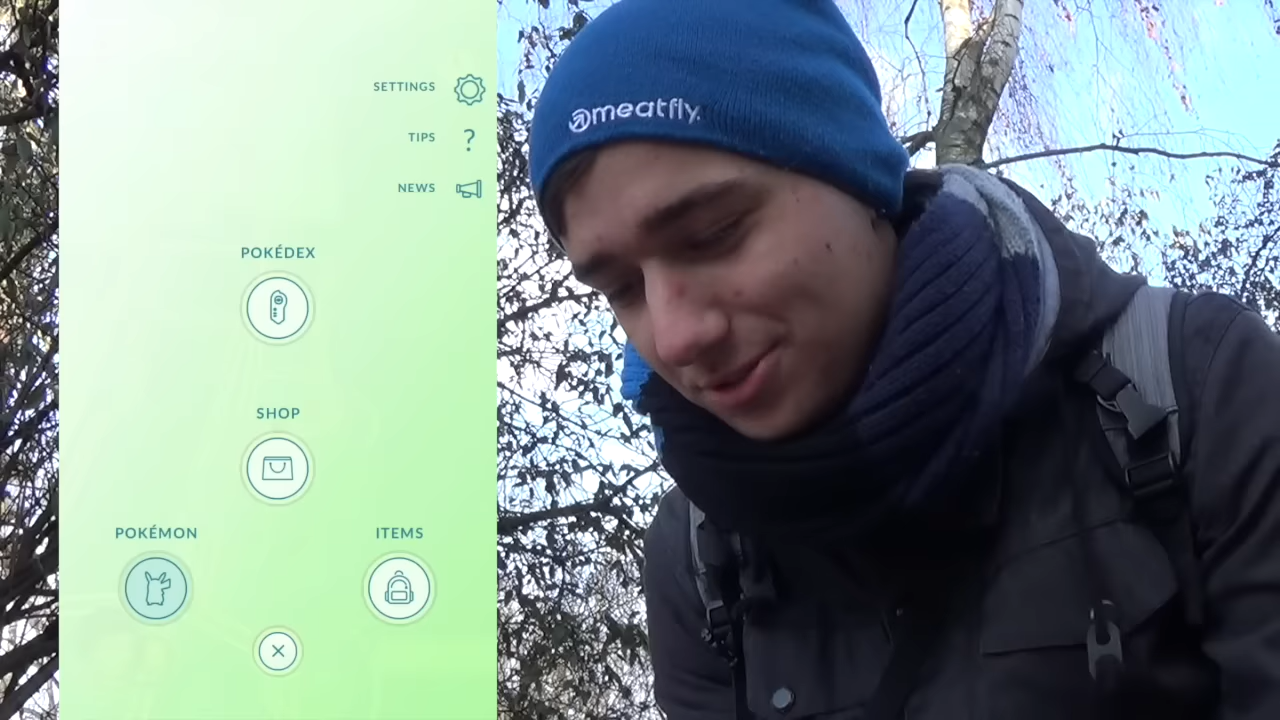 SETTINGS
TIPS
?
NEWS
POKÉDEX
SHOP
POKÉMON
ITEMS
meatfly.